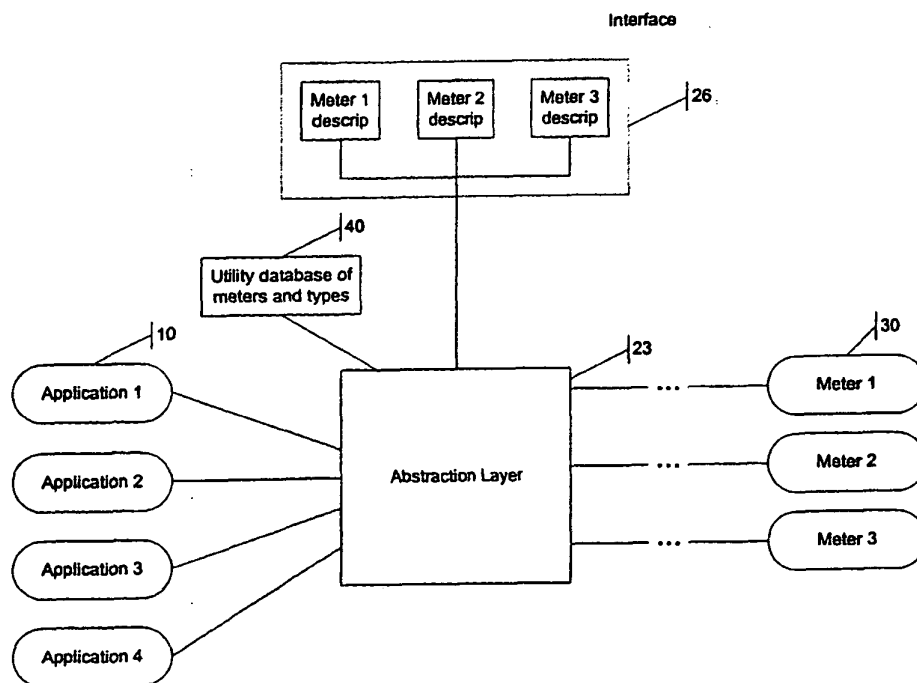 Interface
Meter 1
descrip
Meter 2
descrip
Meter 3
descrip
26
40
Utility database of
meters and types
10
23
30
Application 1
Application 2
Application 3
Application 4
Abstraction Layer
...
...
...
Meter 1
Meter 2
Meter 3